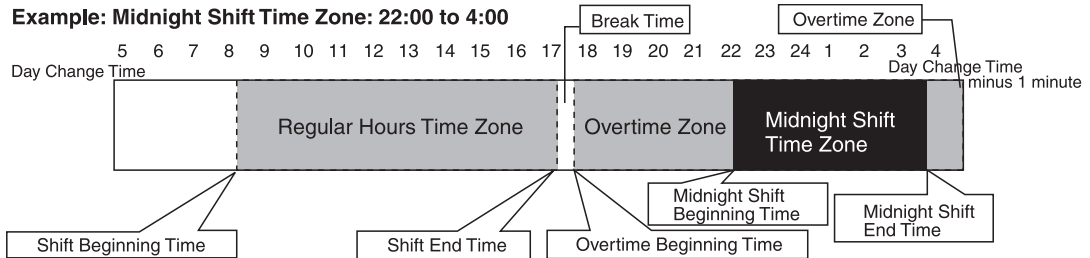 Example: Midnight Shift Time Zone: 22:00 to 4:00
Break Time
Overtime Zone
5 6 7 8 9 10 11 12 13 14 15 16 17 18 19 20 21 22 23 24 1 2 3 4
Day Change Time
Day Change Time
minus 1 minute
Regular Hours Time Zone
Overtime Zone
Midnight Shift
Time Zone
Midnight Shift
Beginning Time
Midnight Shift
End Time
Shift Beginning Time
Shift End Time
Overtime Beginning Time